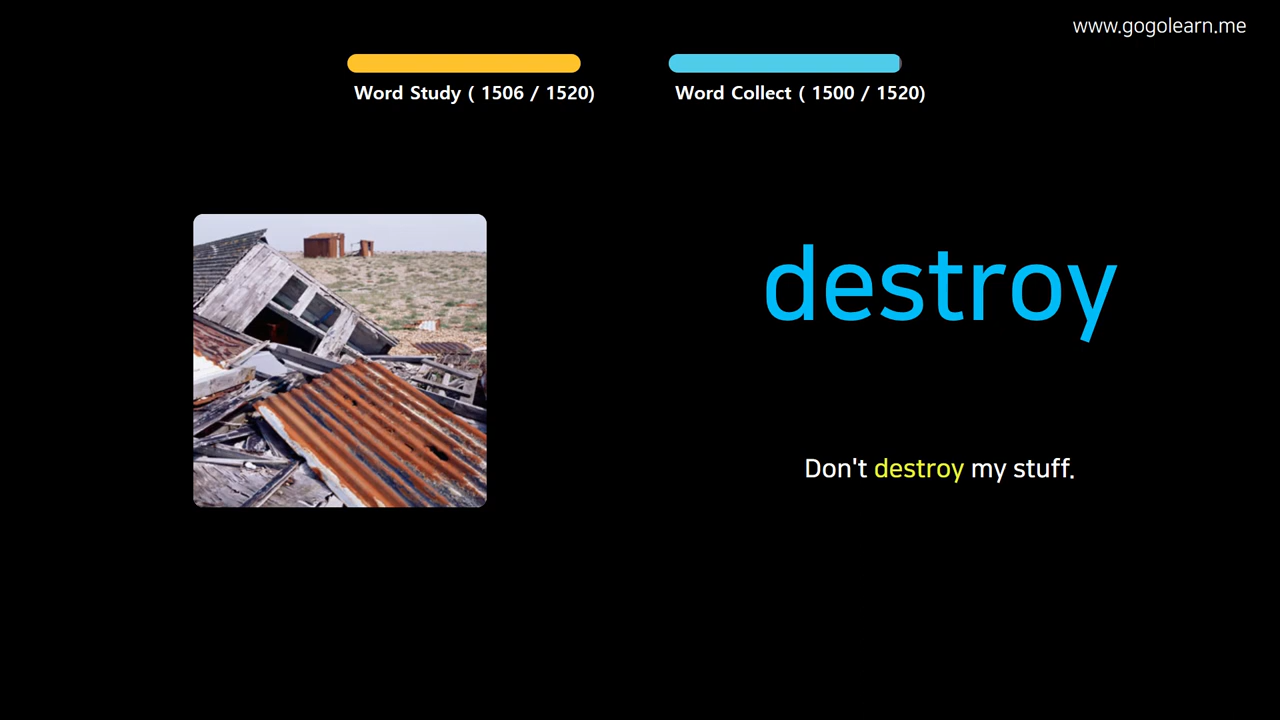 www.gogolearn.me
Word Study ( 1506 / 1520)
Word Collect ( 1500 / 1520)
destroy
Don't destroy my stuff.